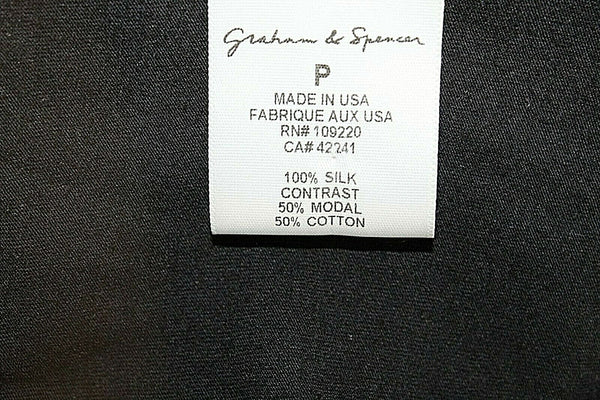 Graham & Spencer
P
MADE IN USA
FABRIQUE AUX USA
RN# 109220
CA# 42241
100% SILK
CONTRAST
50% MODAL
50% COTTON